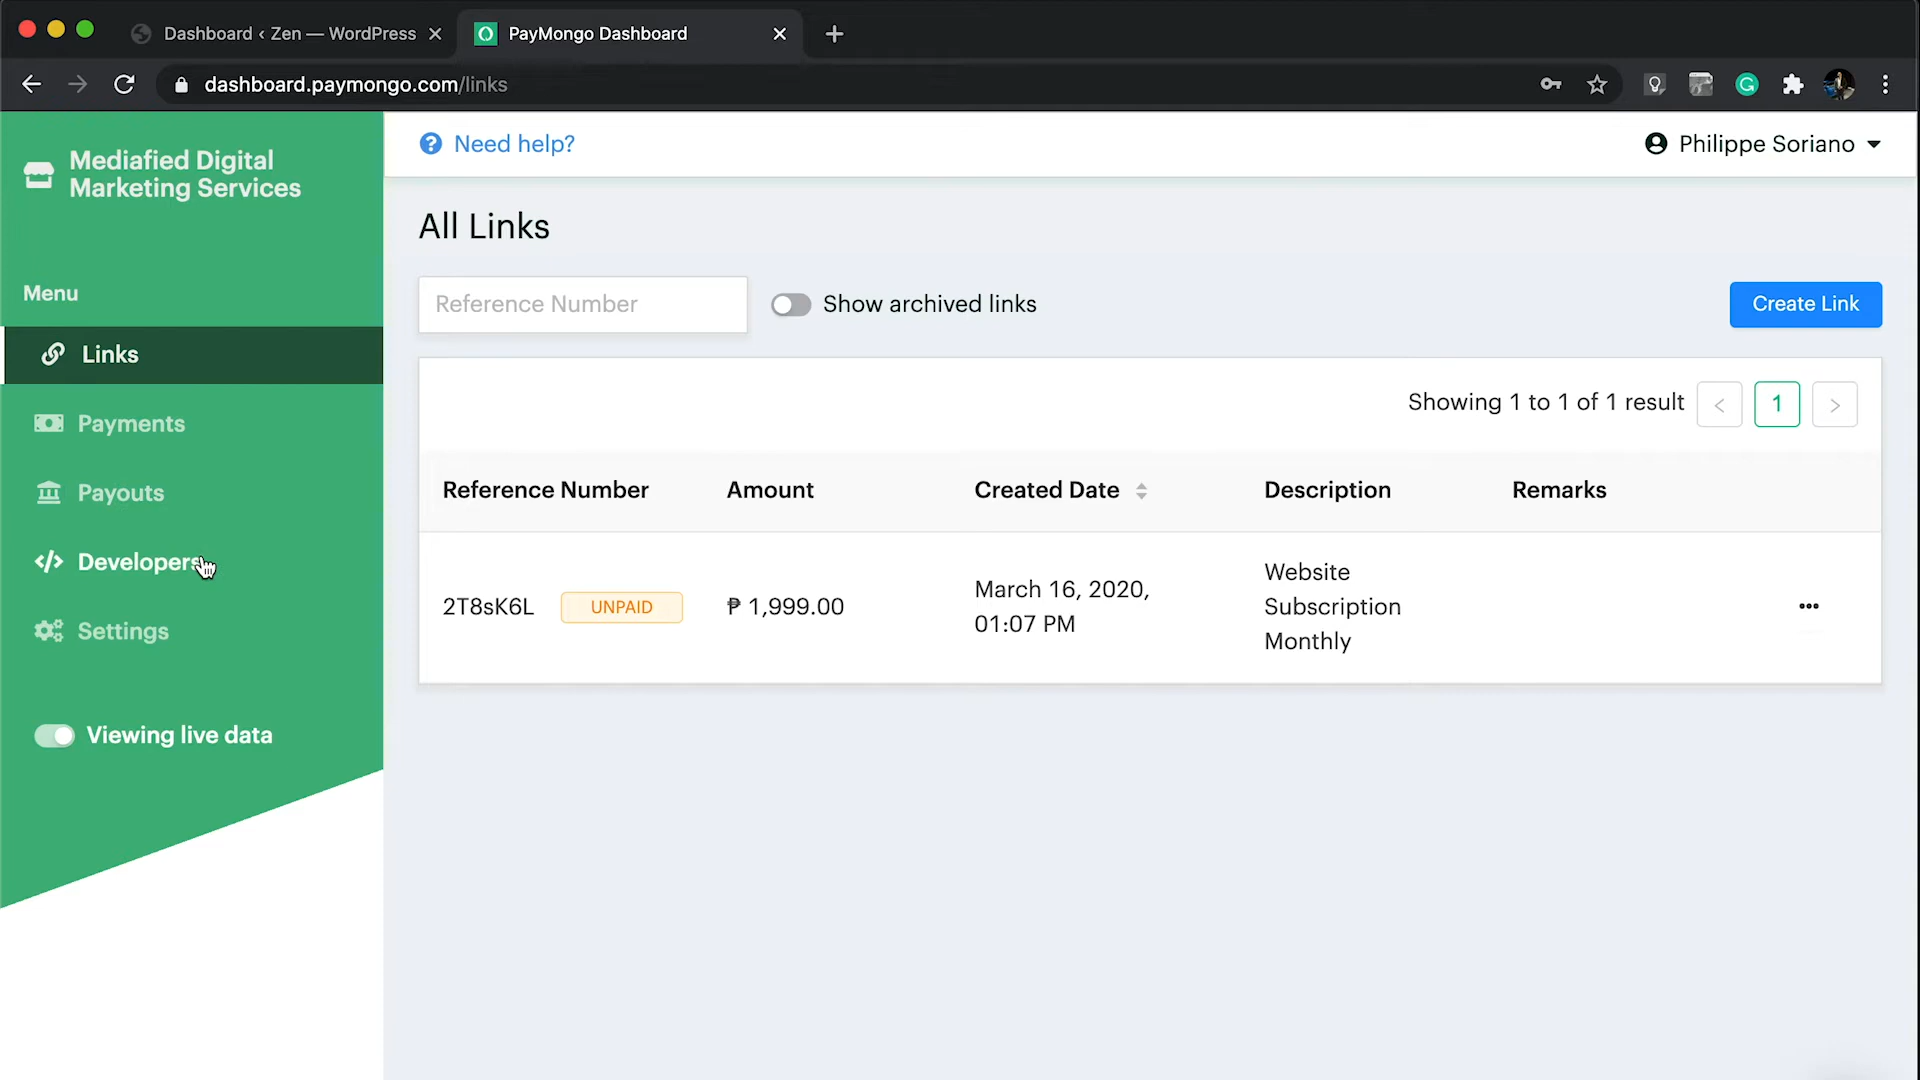 Dashboard ‹ Zen — WordPress
PayMongo Dashboard
dashboard.paymongo.com/links
Mediafied Digital
Marketing Services
Need help?
Philippe Soriano
All Links
Menu
Reference Number
Show archived links
Create Link
Links
Payments
Payouts
Developers
Settings
Viewing live data
Showing 1 to 1 of 1 result
<
1
>
Reference Number
Amount
Created Date
Description
Remarks
2T8sK6L
UNPAID
₱ 1,999.00
March 16, 2020,
01:07 PM
Website
Subscription
Monthly